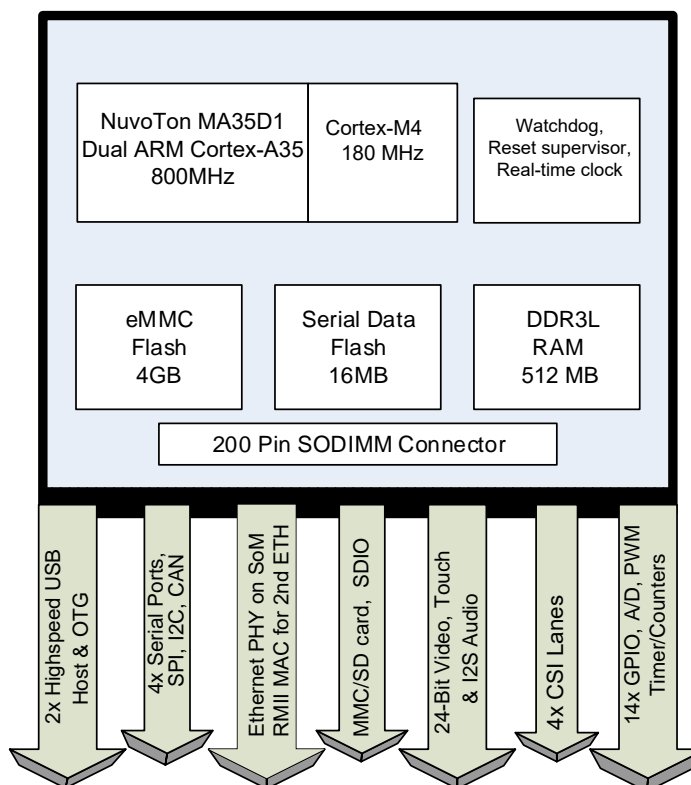 NuvoTon MA35D1
Dual ARM Cortex-A35
800MHz
Cortex-M4
180 MHz
Watchdog,
Reset supervisor,
Real-time clock
eMMC
Flash
4GB
Serial Data
Flash
16MB
DDR3L
RAM
512 MB
200 Pin SODIMM Connector
2x Highspeed USB
Host & OTG
4x Serial Ports,
SPI, I2C, CAN
Ethernet PHY on SoM
RMII MAC for 2nd ETH
MMC/SD card, SDIO
24-Bit Video, Touch
& I2S Audio
4x CSI Lanes
14x GPIO, A/D, PWM
Timer/Counters